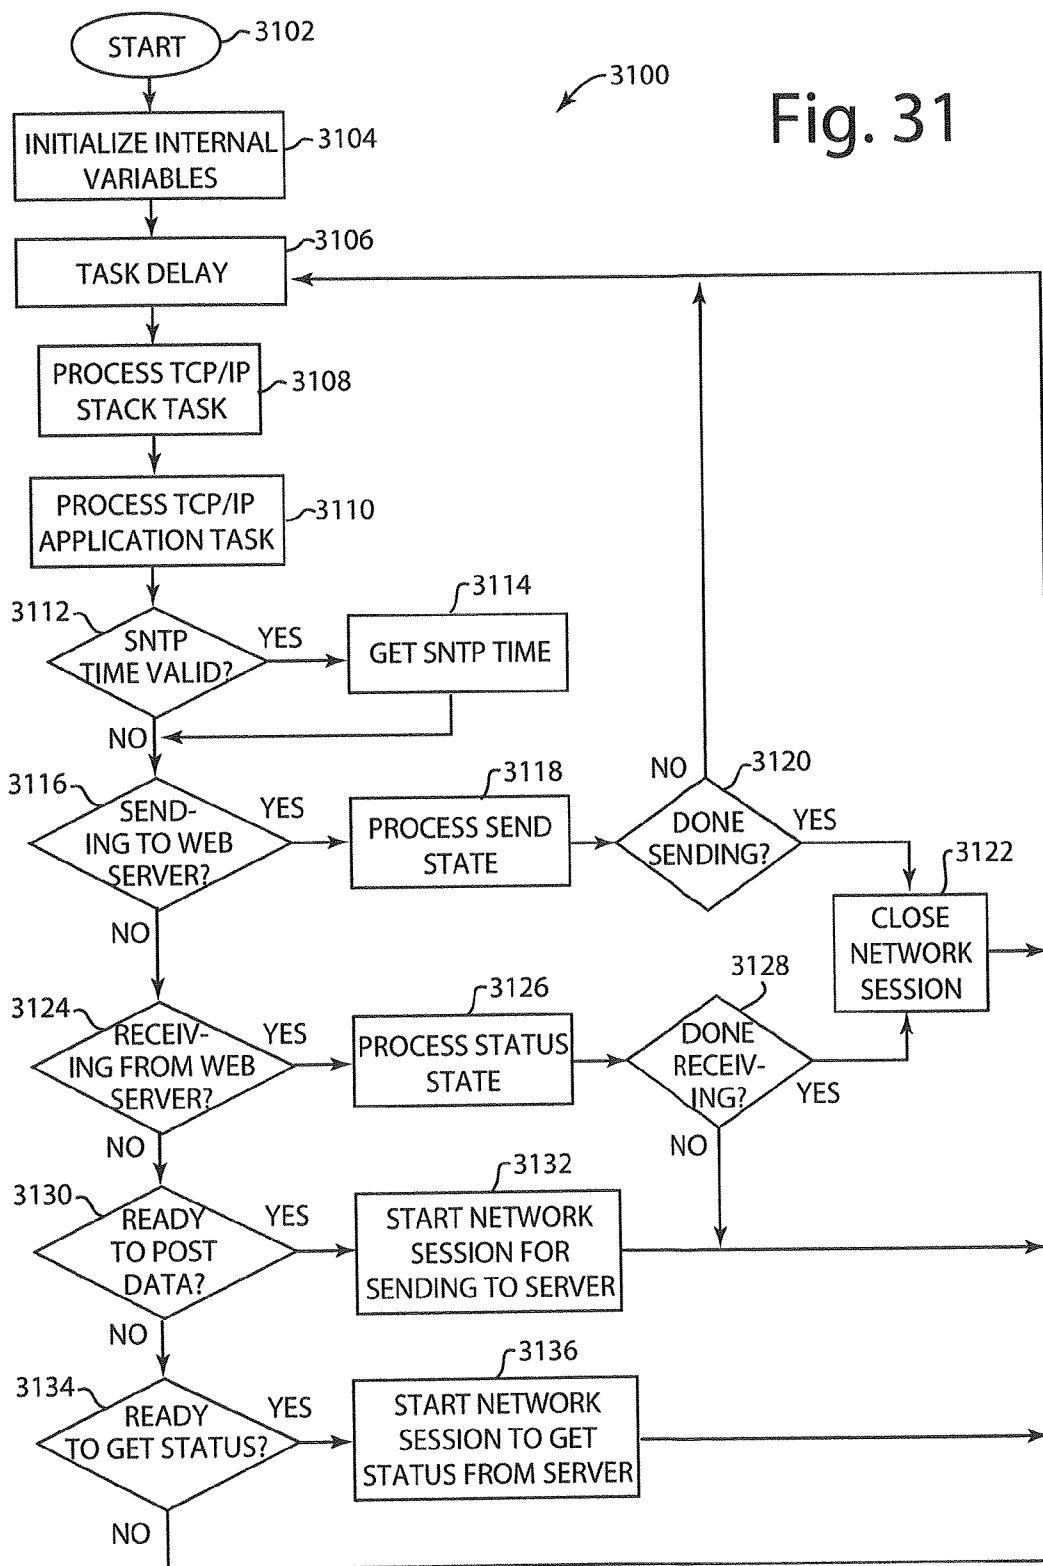 START
3102
3100
Fig. 31
INITIALIZE INTERNAL
VARIABLES
3104
TASK DELAY
3106
PROCESS TCP/IP
STACK TASK
3108
PROCESS TCP/IP
APPLICATION TASK
3110
3112
SNTP
TIME VALID?
YES
NO
3114
GET SNTP TIME
3116
SEND-
ING TO WEB
SERVER?
YES
NO
3118
PROCESS SEND
STATE
3120
DONE
SENDING?
NO
YES
3122
CLOSE
NETWORK
SESSION
3124
RECEIV-
ING FROM WEB
SERVER?
YES
NO
3126
PROCESS STATUS
STATE
3128
DONE
RECEIV-
ING?
YES
NO
3130
READY
TO POST
DATA?
YES
NO
3132
START NETWORK
SESSION FOR
SENDING TO SERVER
3134
READY
TO GET STATUS?
YES
NO
3136
START NETWORK
SESSION TO GET
STATUS FROM SERVER